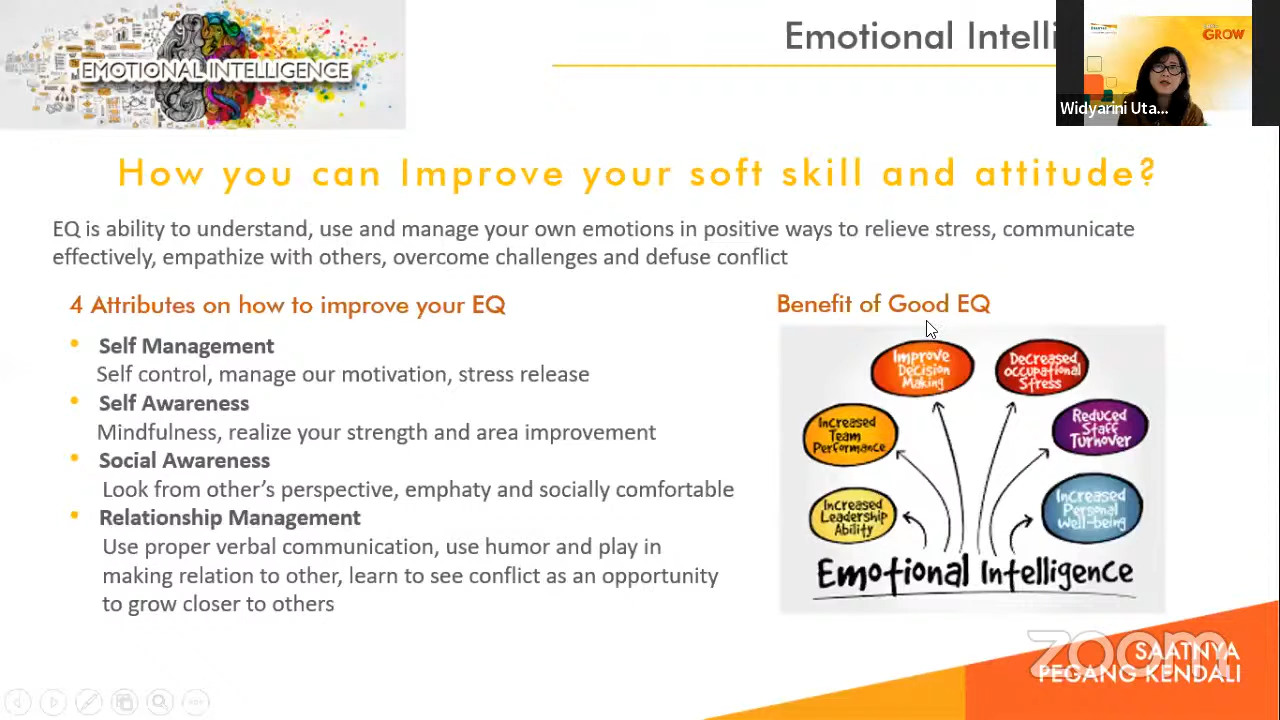 EMOTIONAL INTELLIGENCE
Emotional Intelli
GROW
Widyarini Uta...
How you can Improve your soft skill and attitude?
EQ is ability to understand, use and manage your own emotions in positive ways to relieve stress, communicate
effectively, empathize with others, overcome challenges and defuse conflict
4 Attributes on how to improve your EQ
• Self Management
Self control, manage our motivation, stress release
• Self Awareness
Mindfulness, realize your strength and area improvement
• Social Awareness
Look from other's perspective, emphaty and socially comfortable
• Relationship Management
Use proper verbal communication, use humor and play in
making relation to other, learn to see conflict as an opportunity
to grow closer to others
Benefit of Good EQ
Improve
Decision
Making
Decreased
Occupational
Stress
Increased
Team
Performance
Reduced
Staff
Turnover
Increased
Leadership
Ability
Increased
Personal
Well-being
Emotional Intelligence
zoom
SAATNYA
PEGANG KENDALI